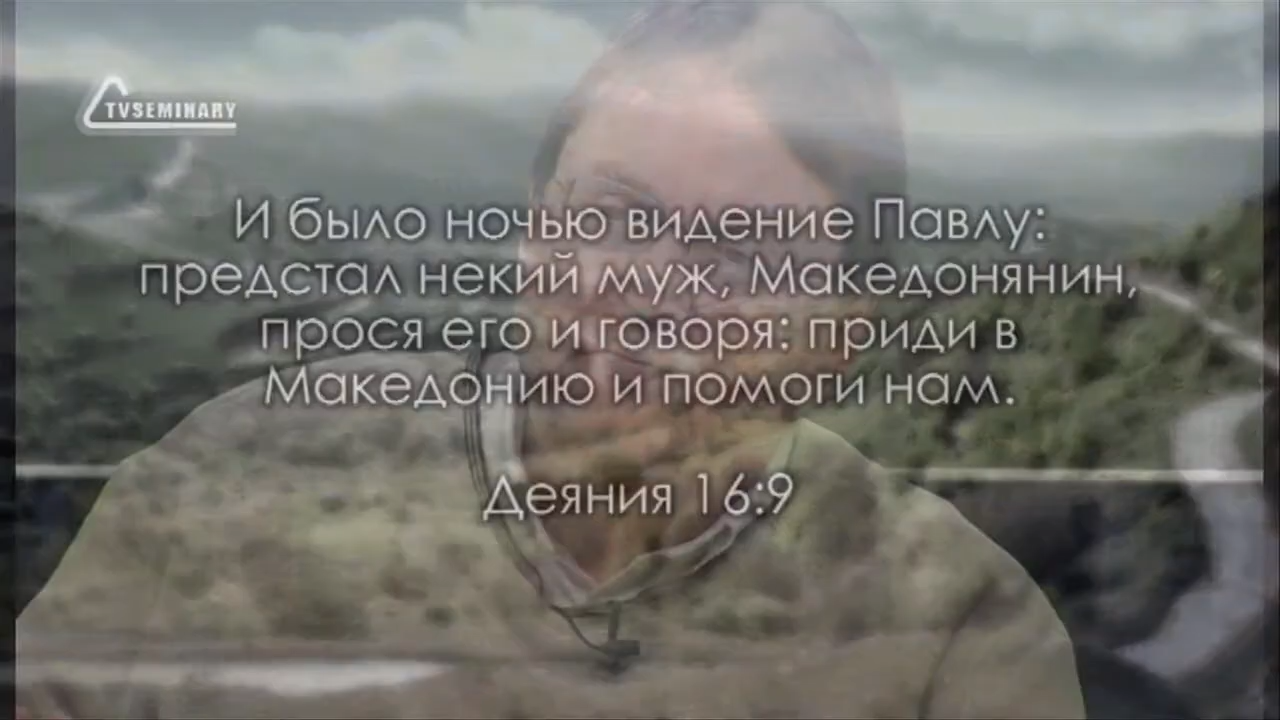 TVSEMINARY
И было ночью видение Павлу:
предстал некий муж, Македонянин,
прося его и говоря: приди в
Македонию и помоги нам.
Деяния 16:9